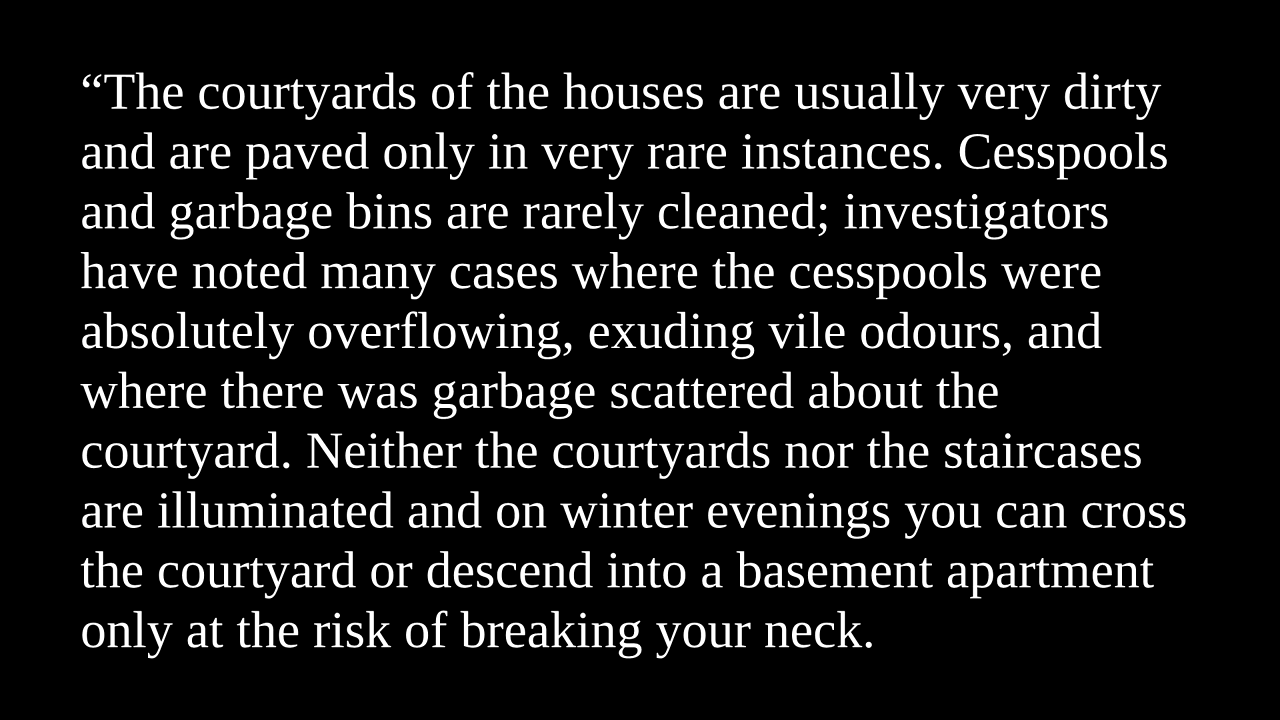 “The courtyards of the houses are usually very dirty
and are paved only in very rare instances. Cesspools
and garbage bins are rarely cleaned; investigators
have noted many cases where the cesspools were
absolutely overflowing, exuding vile odours, and
where there was garbage scattered about the
courtyard. Neither the courtyards nor the staircases
are illuminated and on winter evenings you can cross
the courtyard or descend into a basement apartment
only at the risk of breaking your neck.